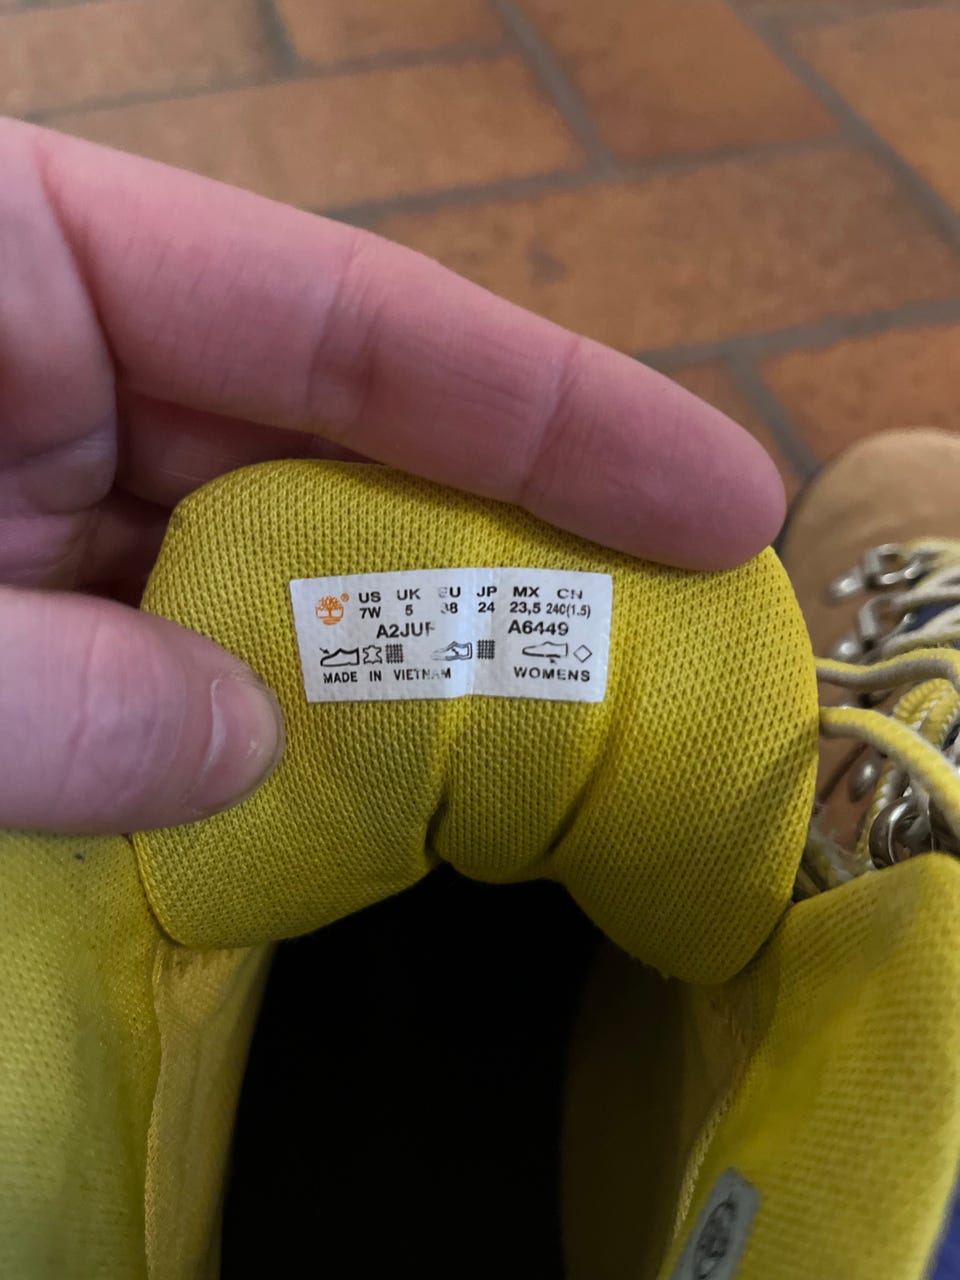 ® US UK EU JP MX CN
7W 5 38 24 23,5 240(1.5)
A2JUF A6449
MADE IN VIETNAM WOMENS